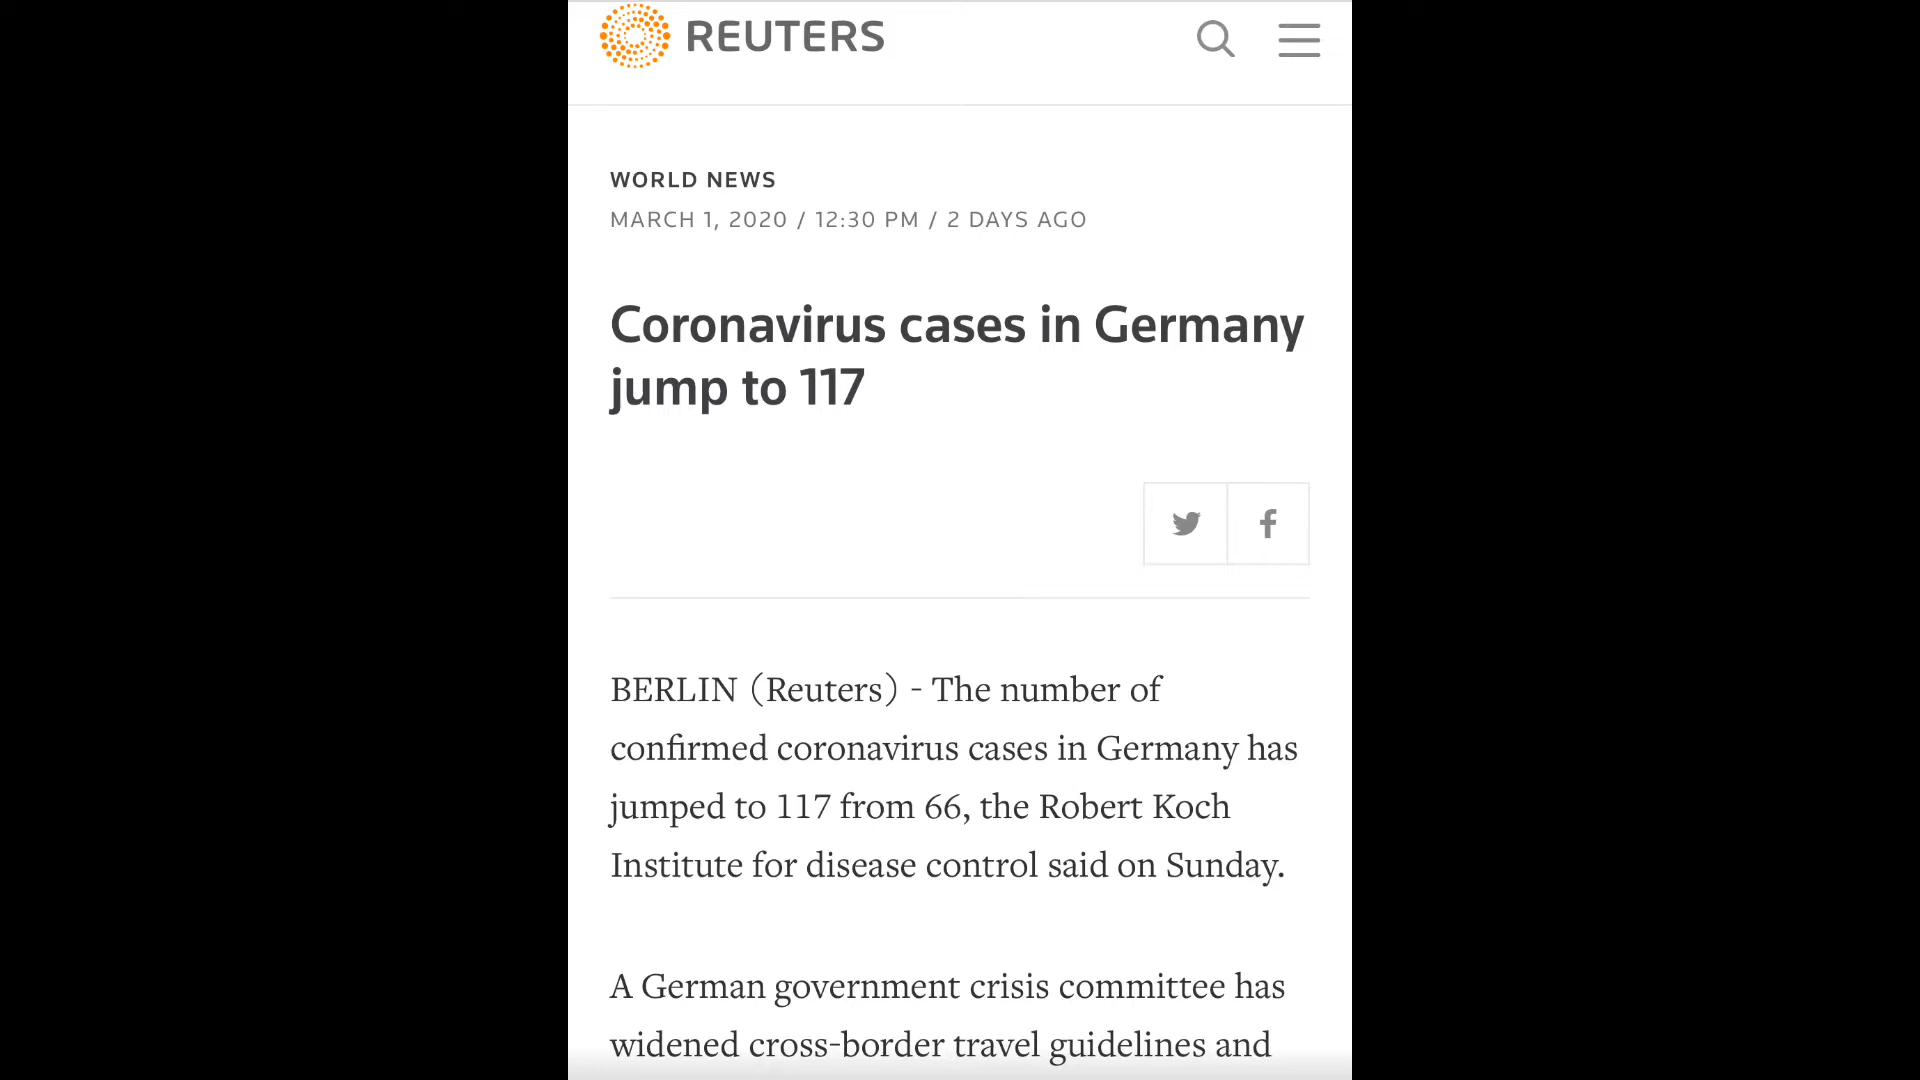 REUTERS
WORLD NEWS
MARCH 1, 2020 / 12:30 PM / 2 DAYS AGO
Coronavirus cases in Germany
jump to 117
BERLIN (Reuters) - The number of
confirmed coronavirus cases in Germany has
jumped to 117 from 66, the Robert Koch
Institute for disease control said on Sunday.
A German government crisis committee has
widened cross-border travel guidelines and